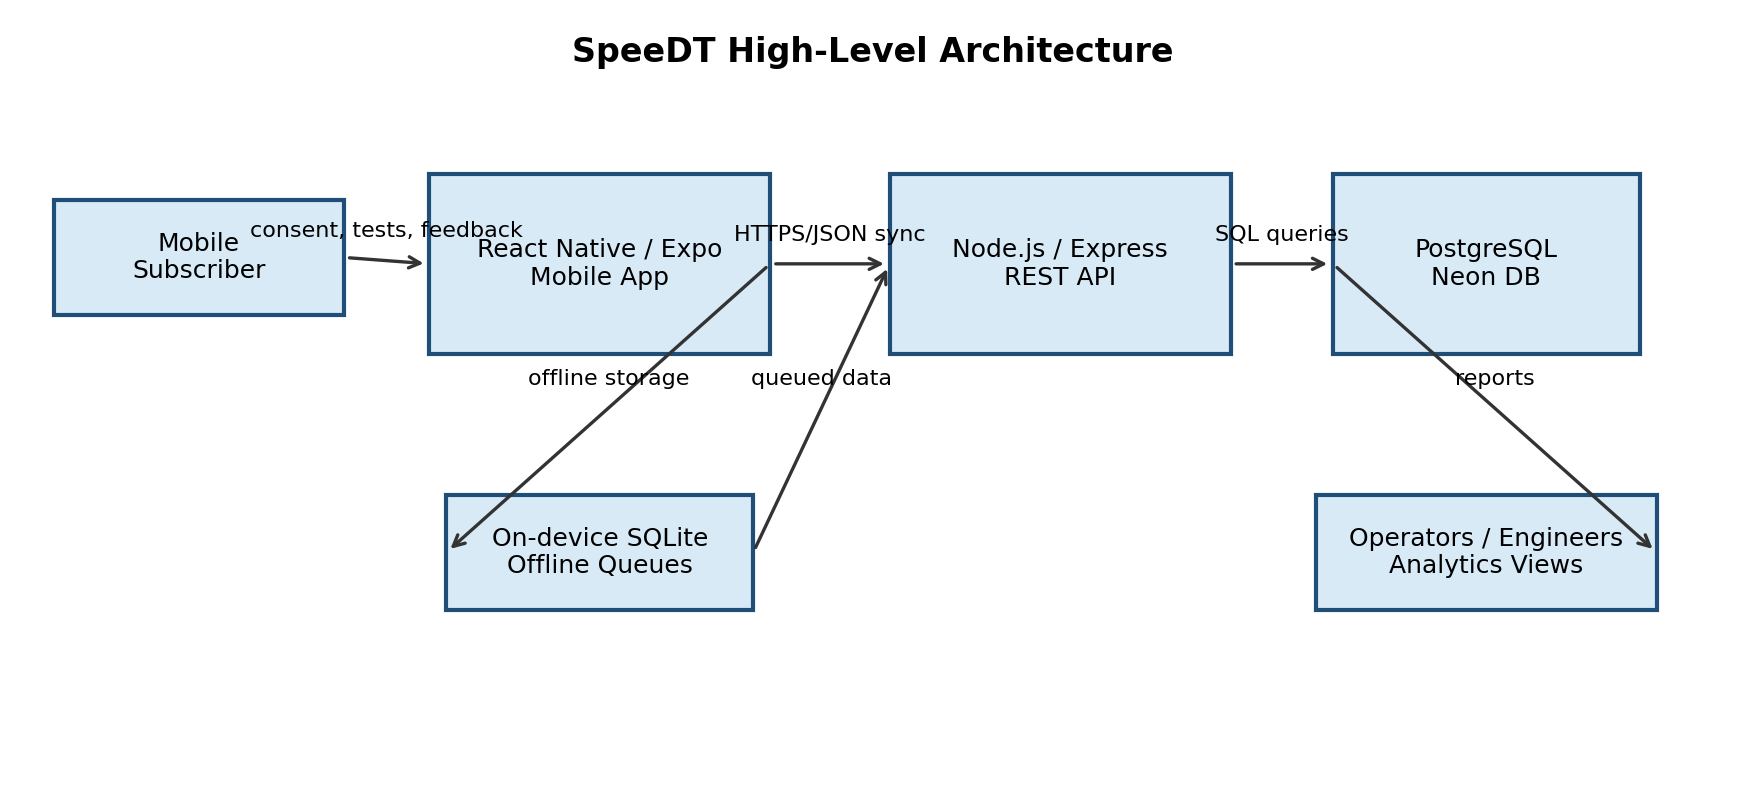 SpeeDT High-Level Architecture
Mobile
Subscriber
consent, tests, feedback
React Native / Expo
Mobile App
HTTPS/JSON sync
Node.js / Express
REST API
SQL queries
PostgreSQL
Neon DB
offline storage
queued data
reports
On-device SQLite
Offline Queues
Operators / Engineers
Analytics Views